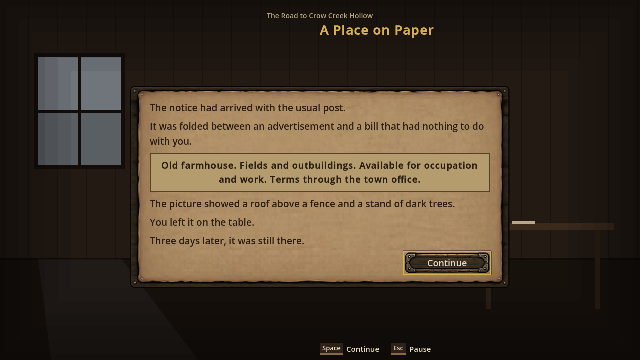 The Road to Crow Creek Hollow
A Place on Paper
The notice had arrived with the usual post.
It was folded between an advertisement and a bill that had nothing to do
with you.
Old farmhouse. Fields and outbuildings. Available for occupation
and work. Terms through the town office.
The picture showed a roof above a fence and a stand of dark trees.
You left it on the table.
Three days later, it was still there.
Continue
Space Continue Esc Pause